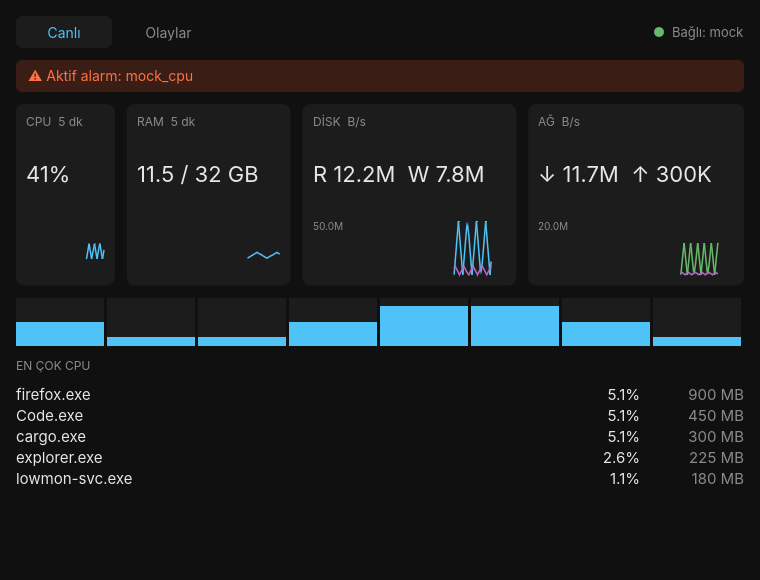 Canlı Olaylar Bağlı: mock
⚠ Aktif alarm: mock_cpu
CPU 5 dk RAM 5 dk DİSK B/s AĞ B/s
41% 11.5 / 32 GB R 12.2M W 7.8M ↓ 11.7M ↑ 300K
50.0M 20.0M
EN ÇOK CPU
firefox.exe 5.1% 900 MB
Code.exe 5.1% 450 MB
cargo.exe 5.1% 300 MB
explorer.exe 2.6% 225 MB
lowmon-svc.exe 1.1% 180 MB